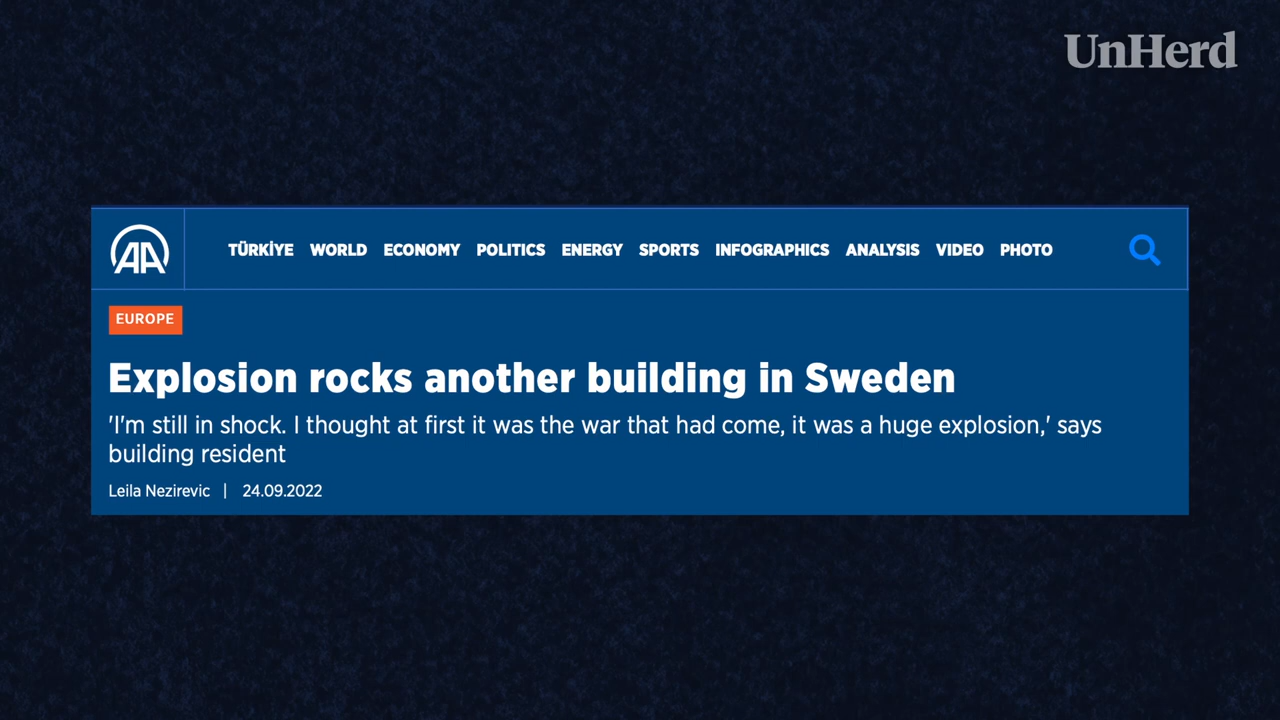 UnHerd
AA
TÜRKİYE WORLD ECONOMY POLITICS ENERGY SPORTS INFOGRAPHICS ANALYSIS VIDEO PHOTO
EUROPE
Explosion rocks another building in Sweden
'I'm still in shock. I thought at first it was the war that had come, it was a huge explosion,' says
building resident
Leila Nezirevic | 24.09.2022